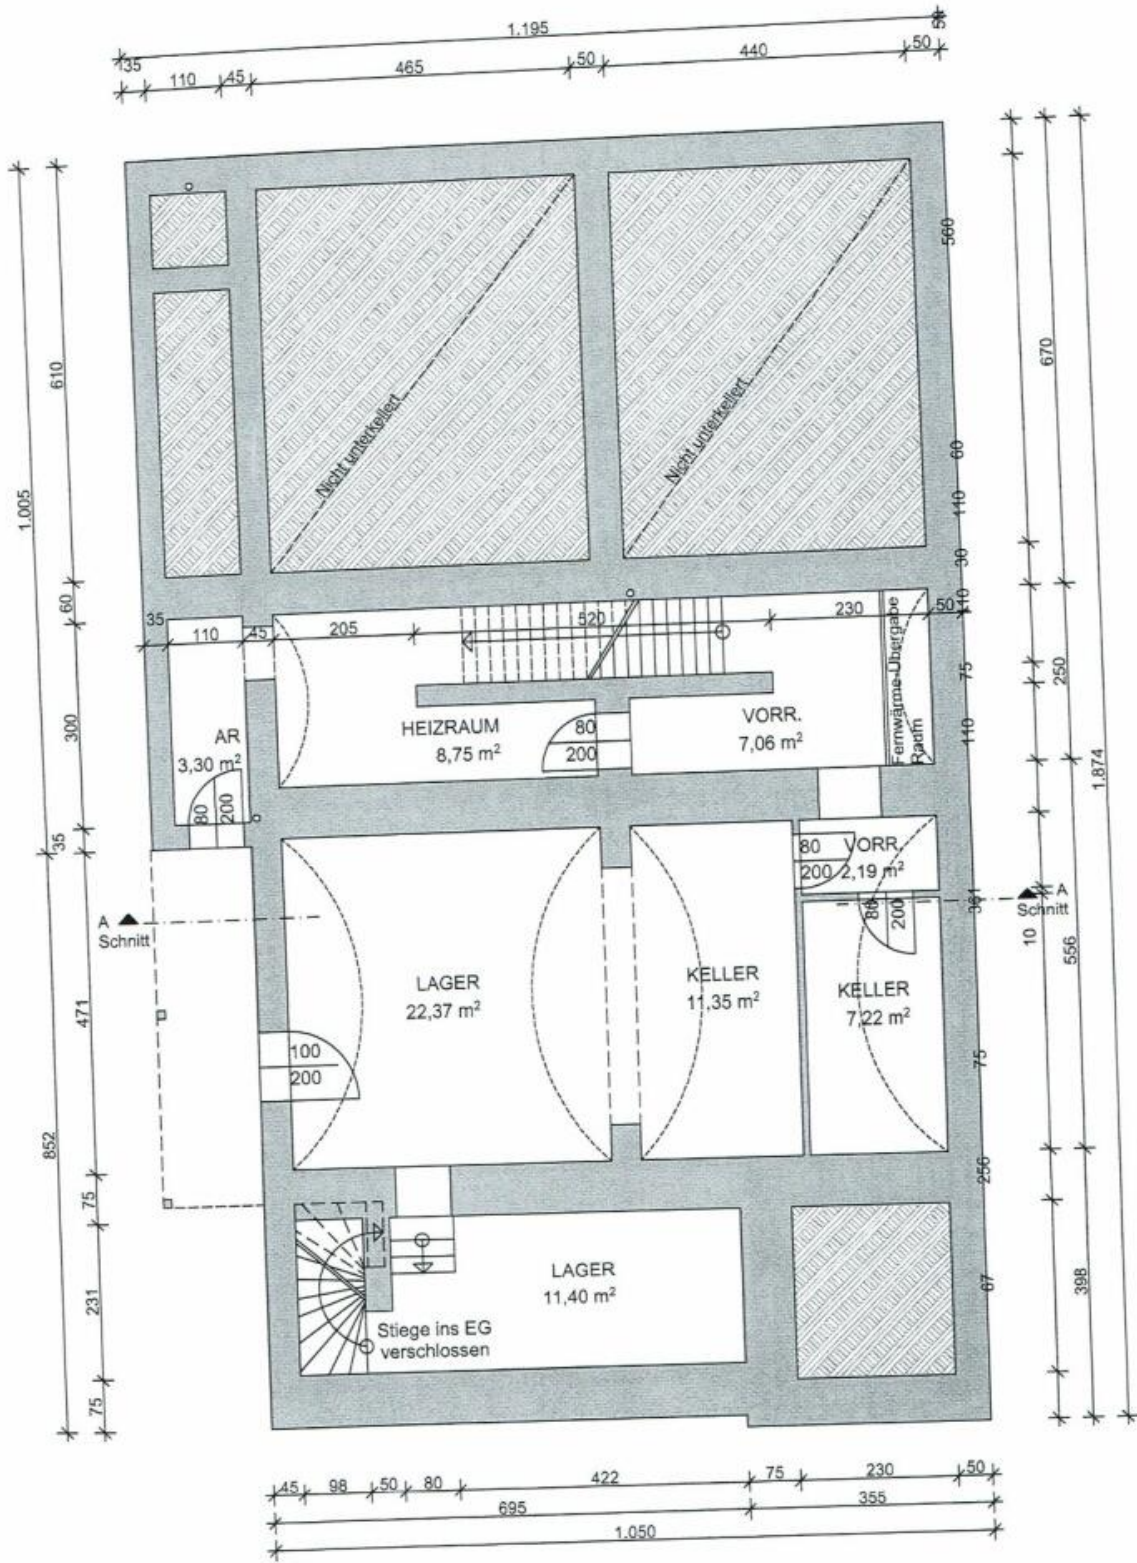 1.195
50
35
110
45
465
50
440
50
560
610
670
Nicht unterkellert
Nicht unterkellert
60
1.005
110
30
60
110
35
110
45
205
520
230
50
Fernwärme-Übergabe
Raum
75
250
300
AR
3,30 m²
HEIZRAUM
8,75 m²
80
200
VORR.
7,06 m²
110
1.874
80
200
35
80
200
VORR.
2,19 m²
A
Schnitt
80
200
361
A
Schnitt
10
556
471
LAGER
22,37 m²
KELLER
11,35 m²
KELLER
7,22 m²
100
200
75
852
75
256
231
LAGER
11,40 m²
67
398
Stiege ins EG
verschlossen
75
45
98
50
80
422
75
230
50
695
355
1.050